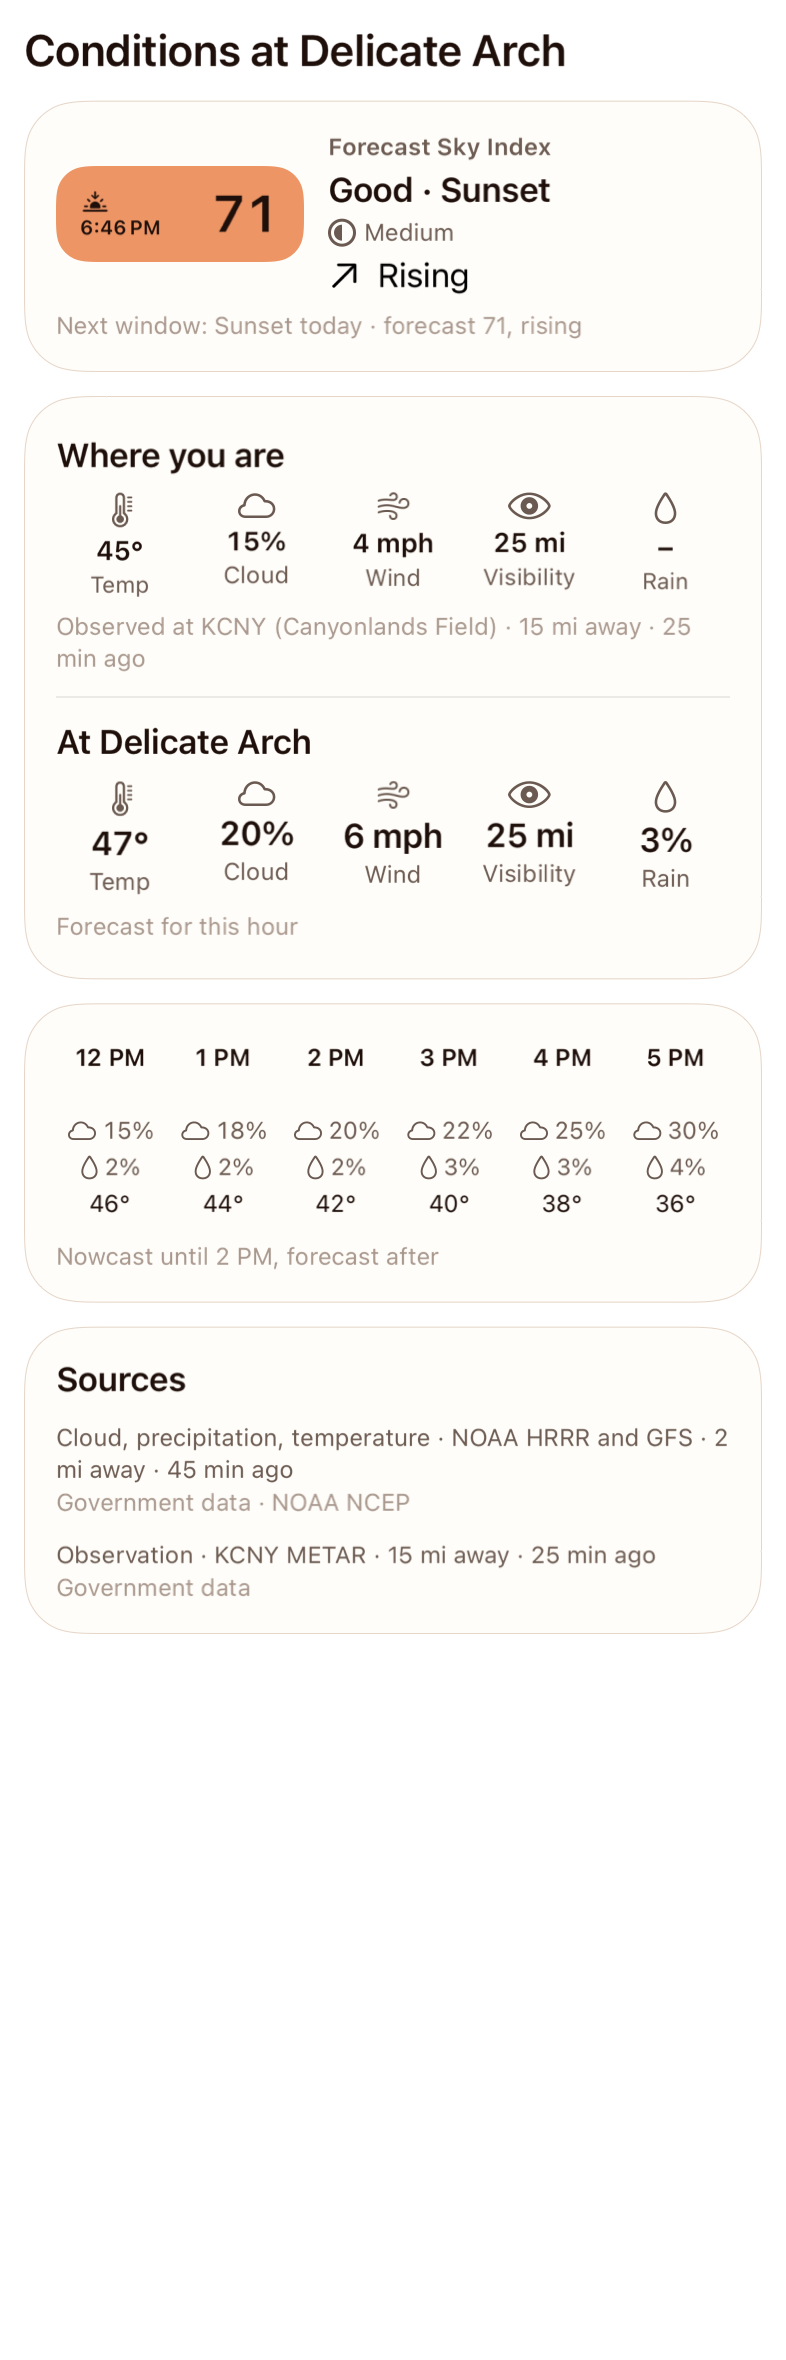 Conditions at Delicate Arch
Forecast Sky Index
Good · Sunset
6:46 PM 71
Medium
Rising
Next window: Sunset today · forecast 71, rising
Where you are
45° 15% 4 mph 25 mi –
Temp Cloud Wind Visibility Rain
Observed at KCNY (Canyonlands Field) · 15 mi away · 25
min ago
At Delicate Arch
47° 20% 6 mph 25 mi 3%
Temp Cloud Wind Visibility Rain
Forecast for this hour
12 PM 1 PM 2 PM 3 PM 4 PM 5 PM
15% 18% 20% 22% 25% 30%
2% 2% 2% 3% 3% 4%
46° 44° 42° 40° 38° 36°
Nowcast until 2 PM, forecast after
Sources
Cloud, precipitation, temperature · NOAA HRRR and GFS · 2
mi away · 45 min ago
Government data · NOAA NCEP
Observation · KCNY METAR · 15 mi away · 25 min ago
Government data